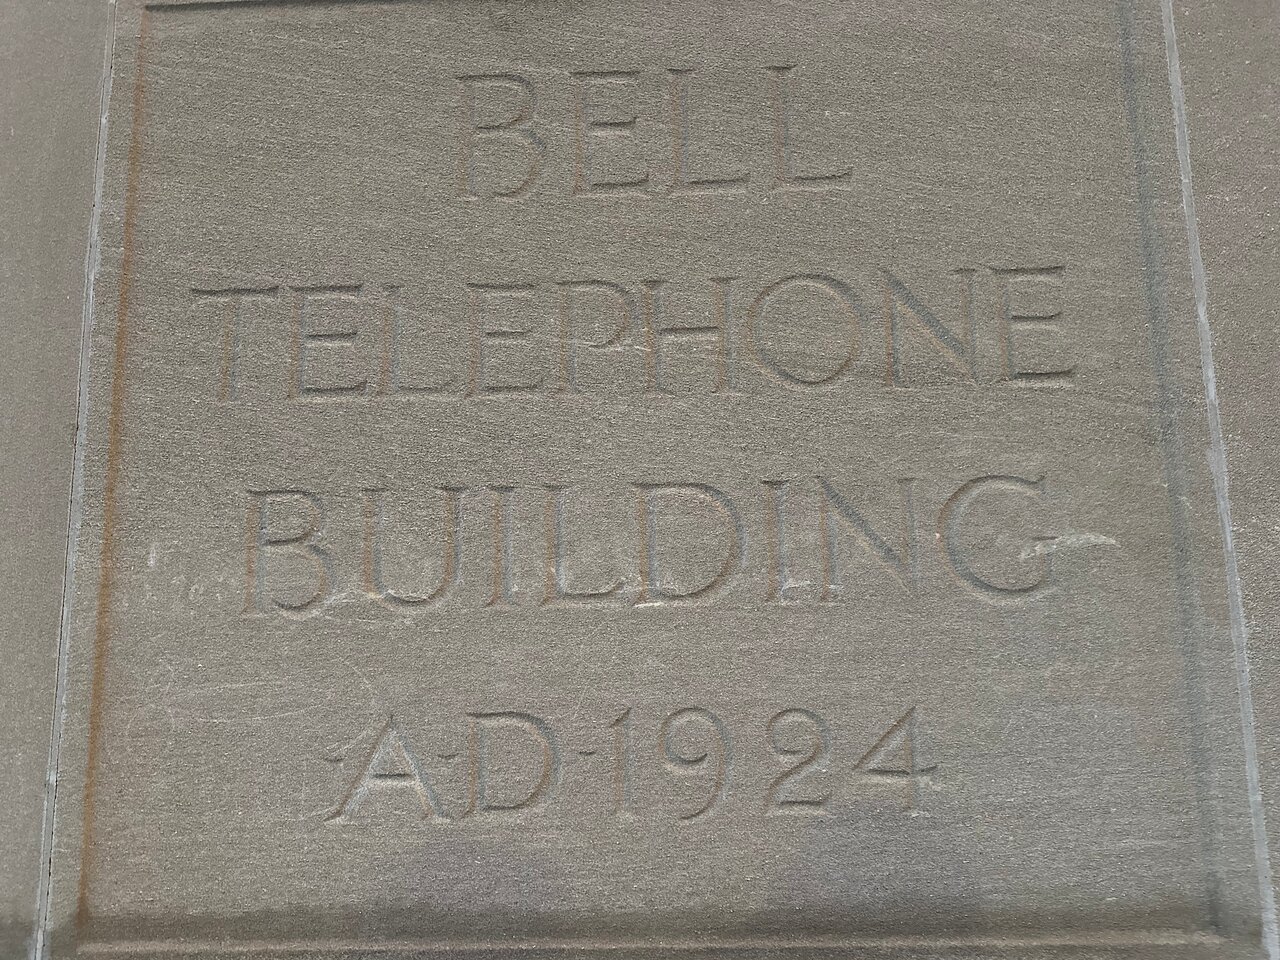 BELL
TELEPHONE
BUILDING
·A·D·1924